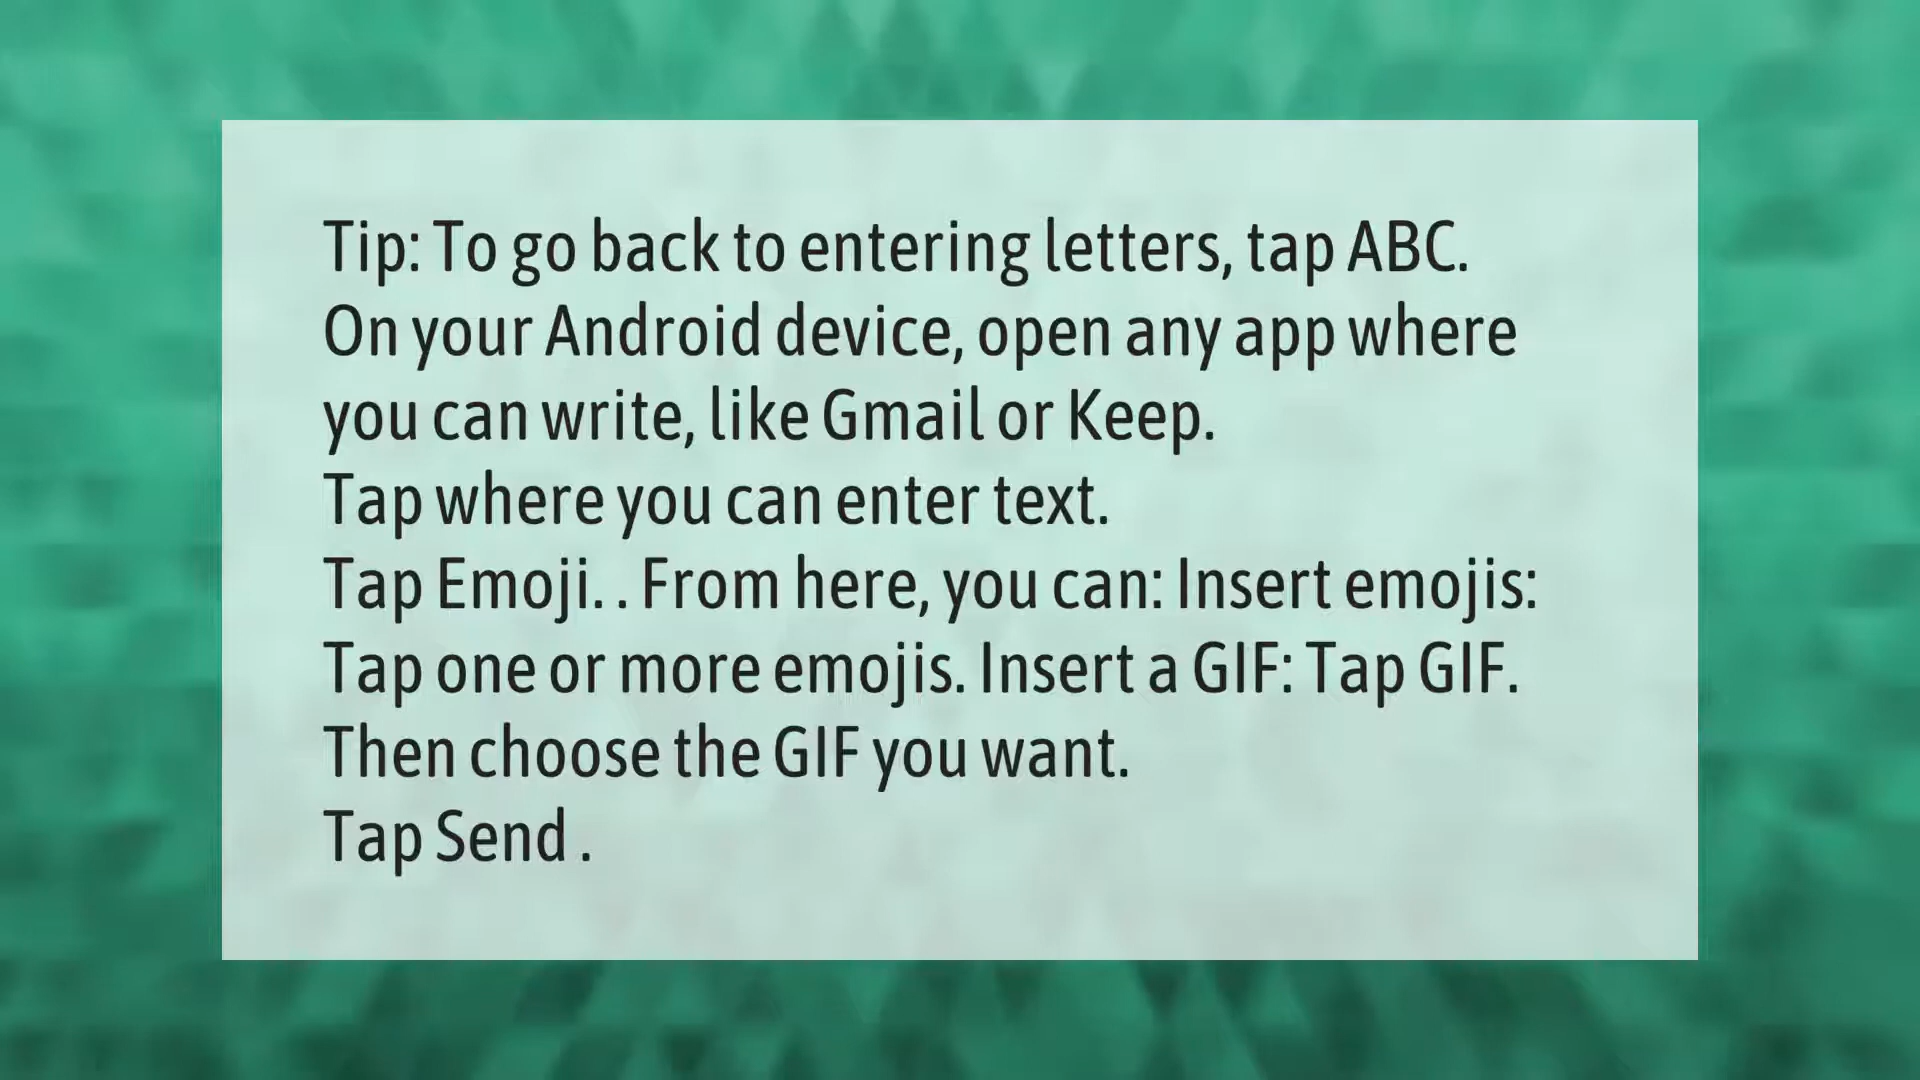 Tip: To go back to entering letters, tap ABC.
On your Android device, open any app where
you can write, like Gmail or Keep.
Tap where you can enter text.
Tap Emoji. . From here, you can: Insert emojis:
Tap one or more emojis. Insert a GIF: Tap GIF.
Then choose the GIF you want.
Tap Send .